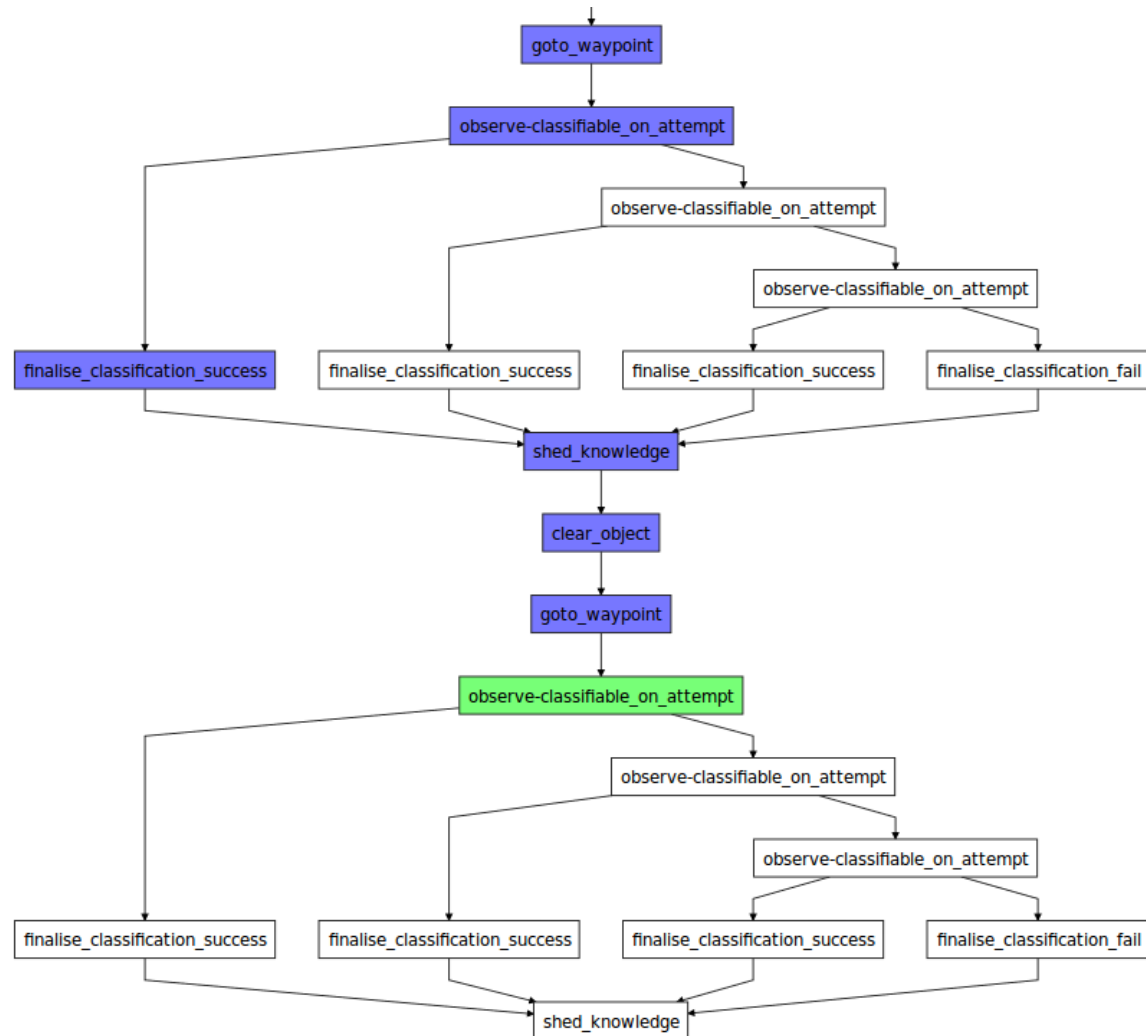 goto_waypoint
observe-classifiable_on_attempt
observe-classifiable_on_attempt
observe-classifiable_on_attempt
finalise_classification_success
finalise_classification_success
finalise_classification_success
finalise_classification_fail
shed_knowledge
clear_object
goto_waypoint
observe-classifiable_on_attempt
observe-classifiable_on_attempt
observe-classifiable_on_attempt
finalise_classification_success
finalise_classification_success
finalise_classification_success
finalise_classification_fail
shed_knowledge